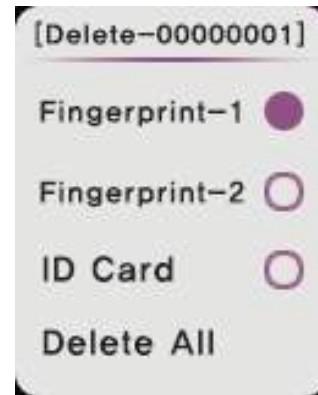 [Delete-00000001]
Fingerprint-1
Fingerprint-2
ID Card
Delete All